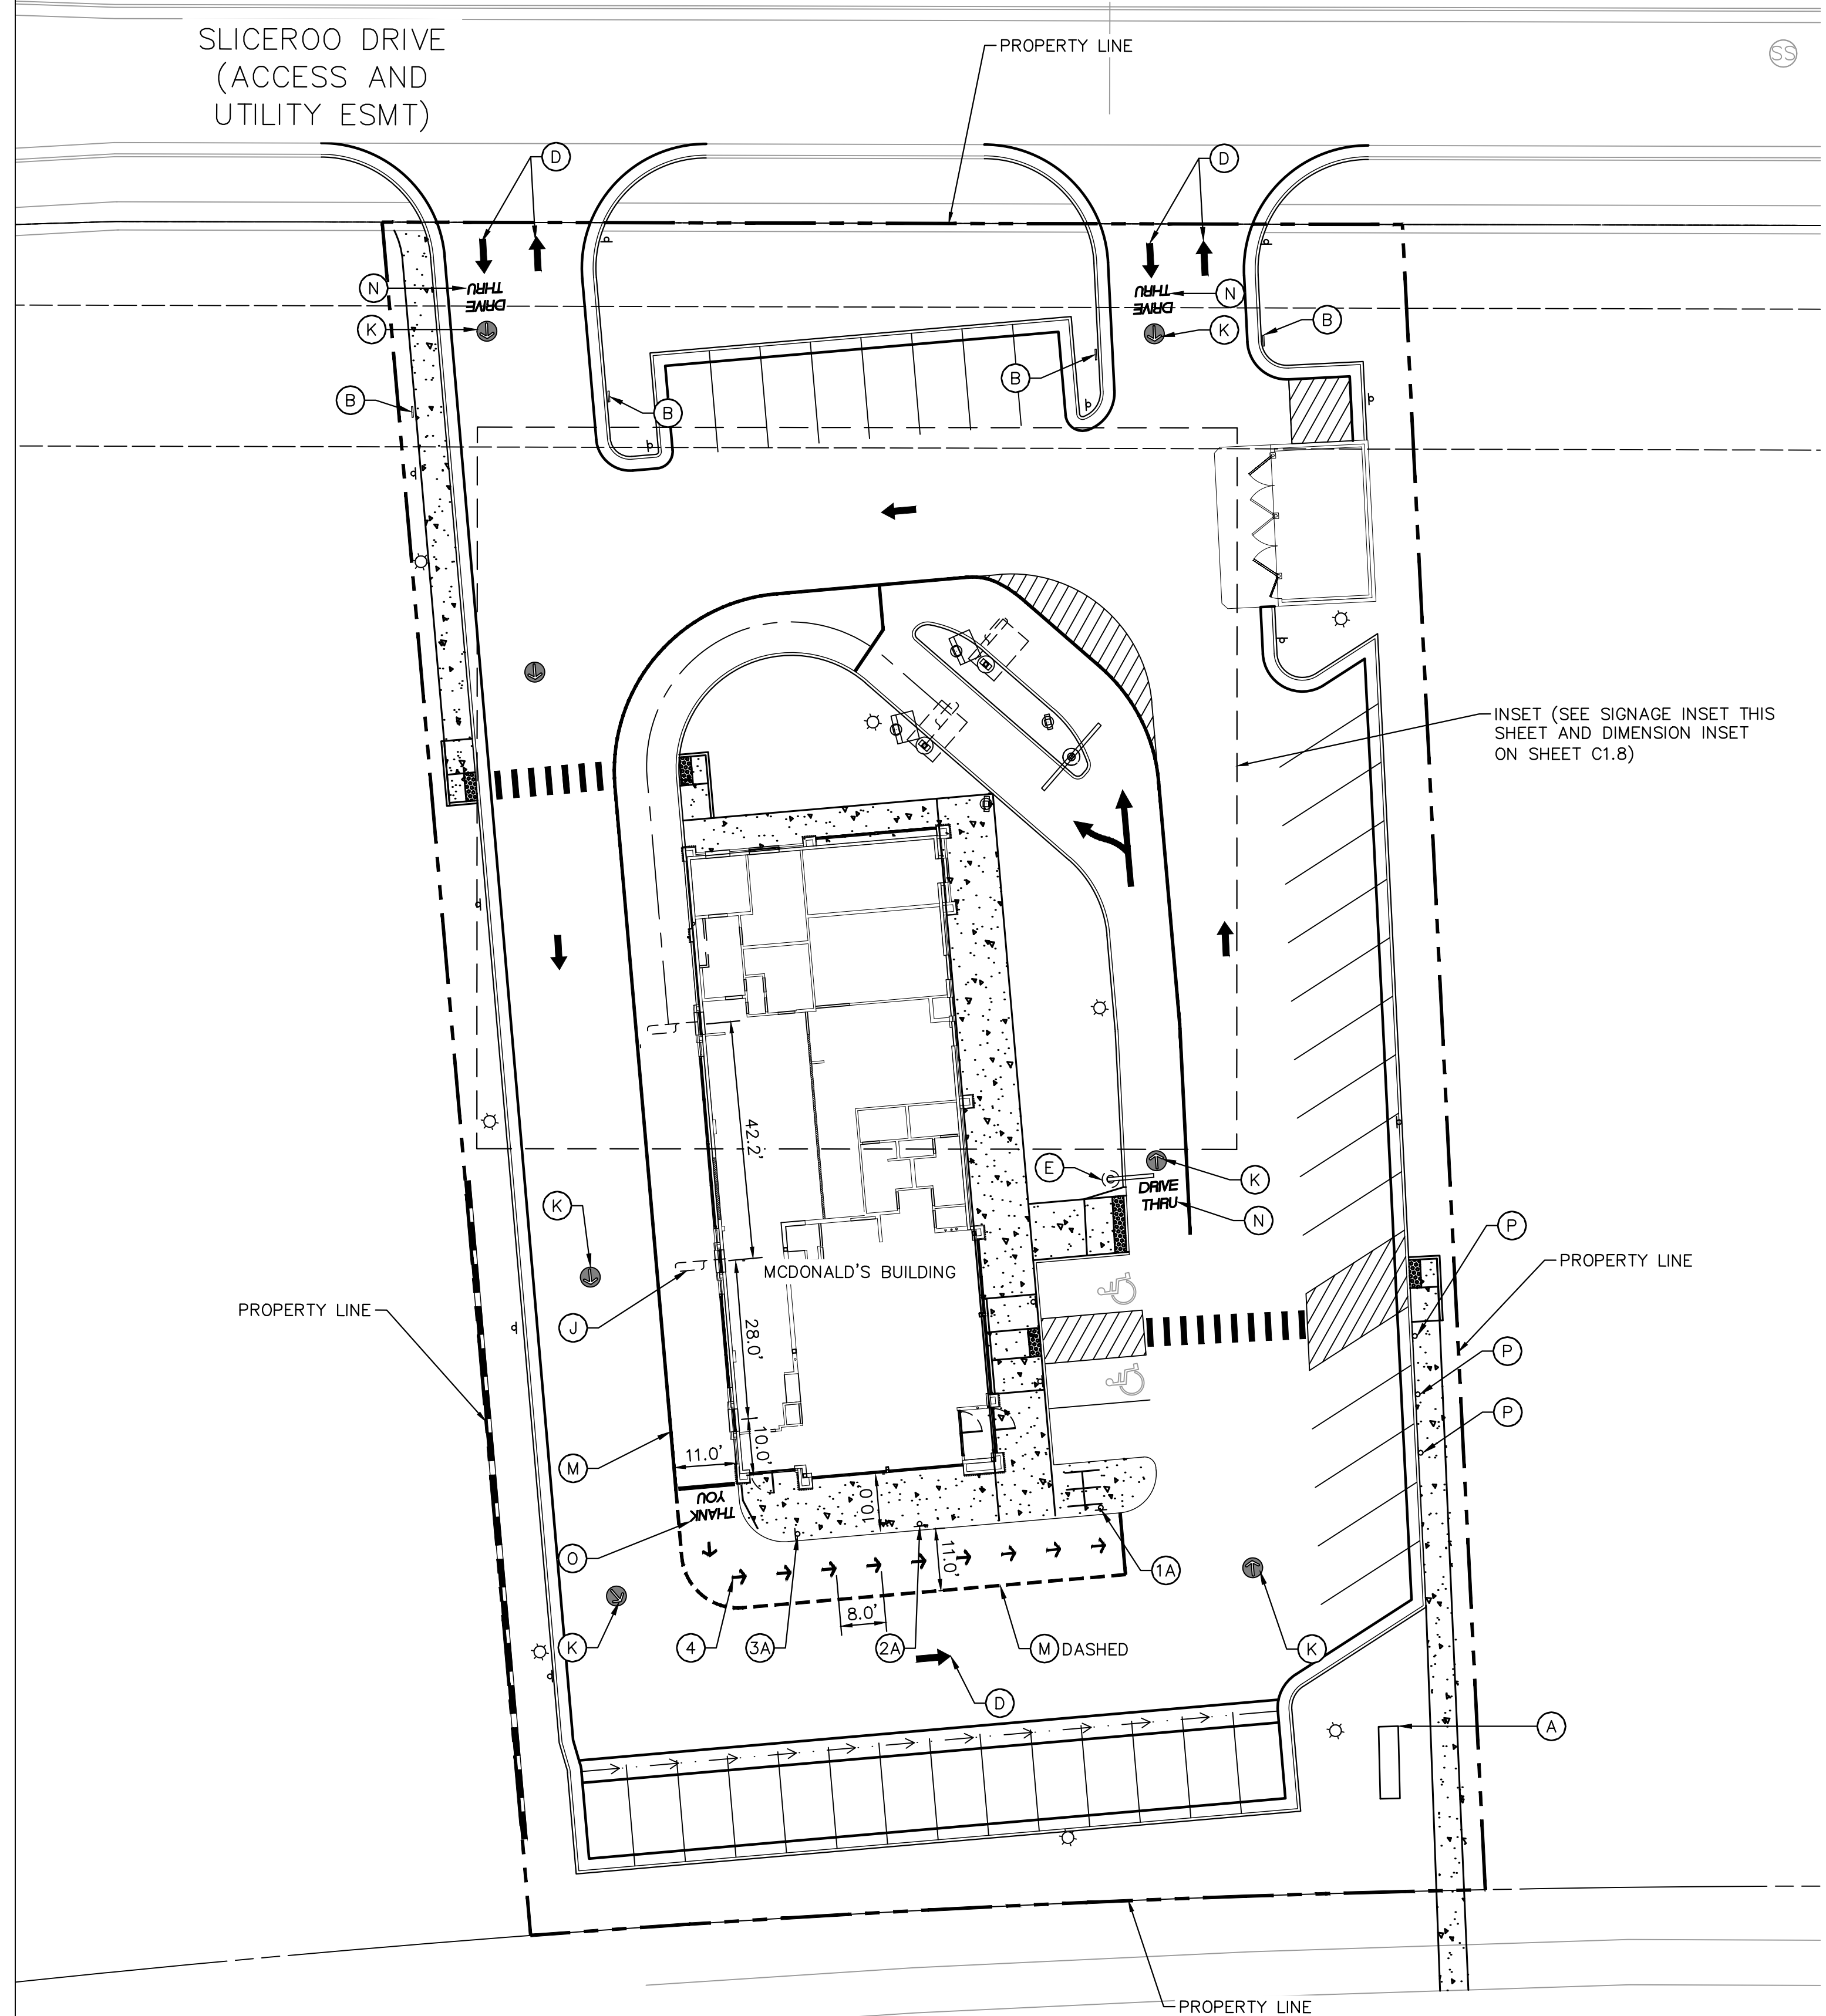 SLICEROO DRIVE
(ACCESS AND
UTILITY ESMT)
PROPERTY LINE
SS
D
D
N
DRIVE
THRU
K
N
DRIVE
THRU
K
B
B
B
B
INSET (SEE SIGNAGE INSET THIS
SHEET AND DIMENSION INSET
ON SHEET C1.8)
42.2'
E
K
DRIVE
THRU
N
K
P
PROPERTY LINE
MCDONALD'S BUILDING
PROPERTY LINE
J
28.0'
P
P
M
11.0'
10.0'
10.0'
THANK
YOU
O
11.0'
1A
8.0'
K
4
3A
2A
M DASHED
K
D
A
PROPERTY LINE